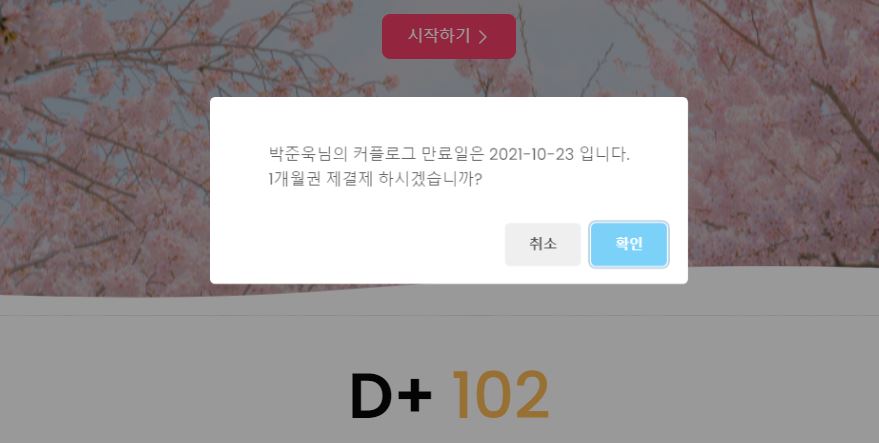 시작하기
박준욱님의 커플로그 만료일은 2021-10-23 입니다.
1개월권 제결제 하시겠습니까?
취소
확인
D+ 102